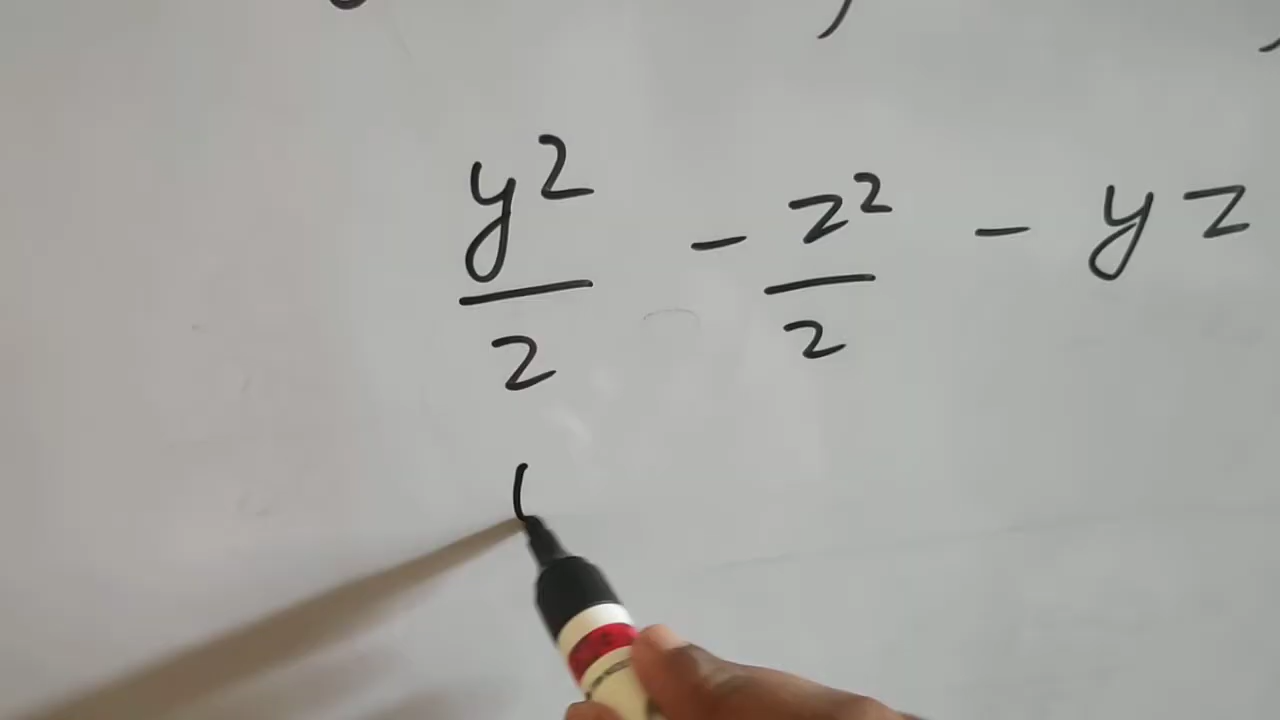 y²/2 - z²/2 - yz
(